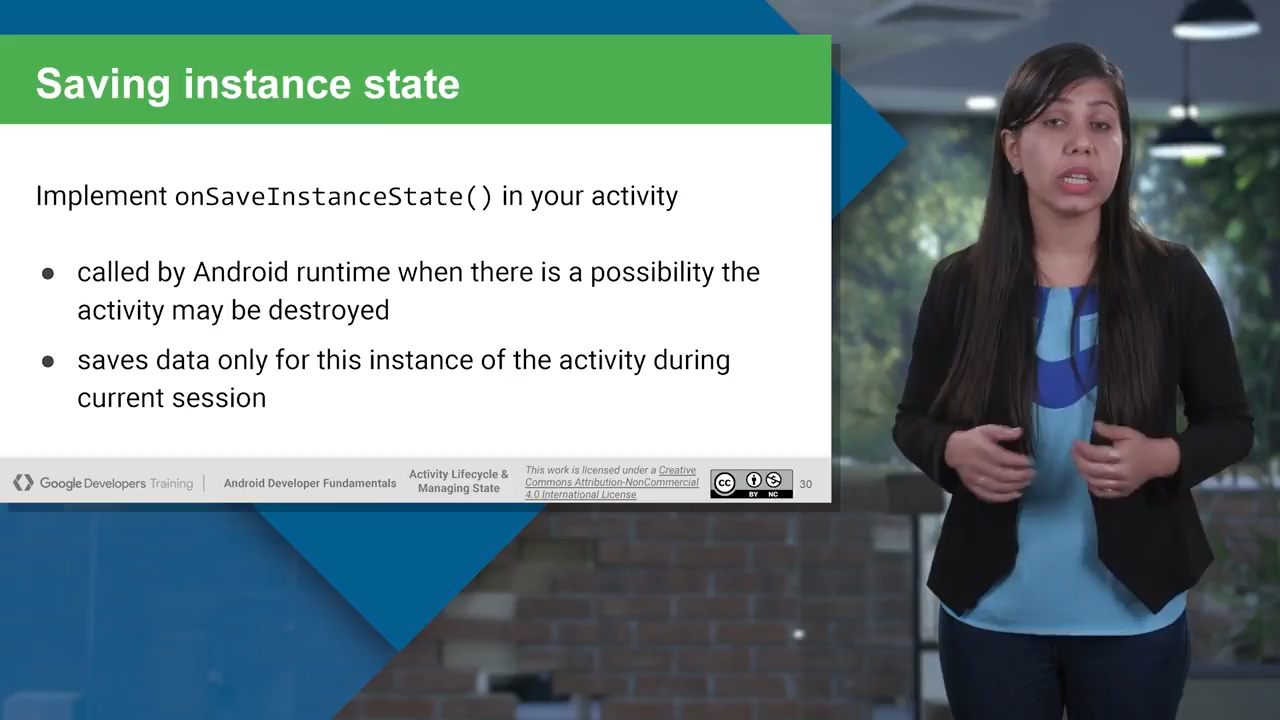 Saving instance state
Implement onSaveInstanceState() in your activity
● called by Android runtime when there is a possibility the
activity may be destroyed
● saves data only for this instance of the activity during
current session
Google Developers Training
Android Developer Fundamentals
Activity Lifecycle &
Managing State
This work is licensed under a Creative
Commons Attribution-NonCommercial
4.0 International License
cc
BY NC
30